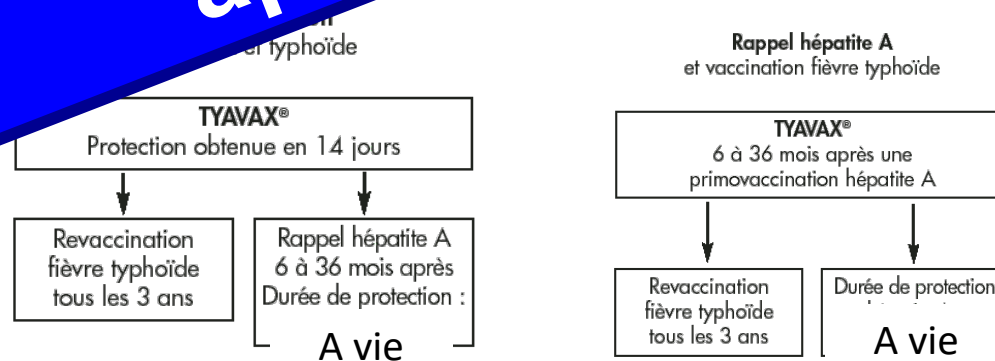 et typhoïde
TYAVAX®
Protection obtenue en 14 jours
Revaccination
fièvre typhoïde
tous les 3 ans
Rappel hépatite A
6 à 36 mois après
Durée de protection :
A vie
Rappel hépatite A
et vaccination fièvre typhoïde
TYAVAX®
6 à 36 mois après une
primovaccination hépatite A
Revaccination
fièvre typhoïde
tous les 3 ans
Durée de protection
A vie